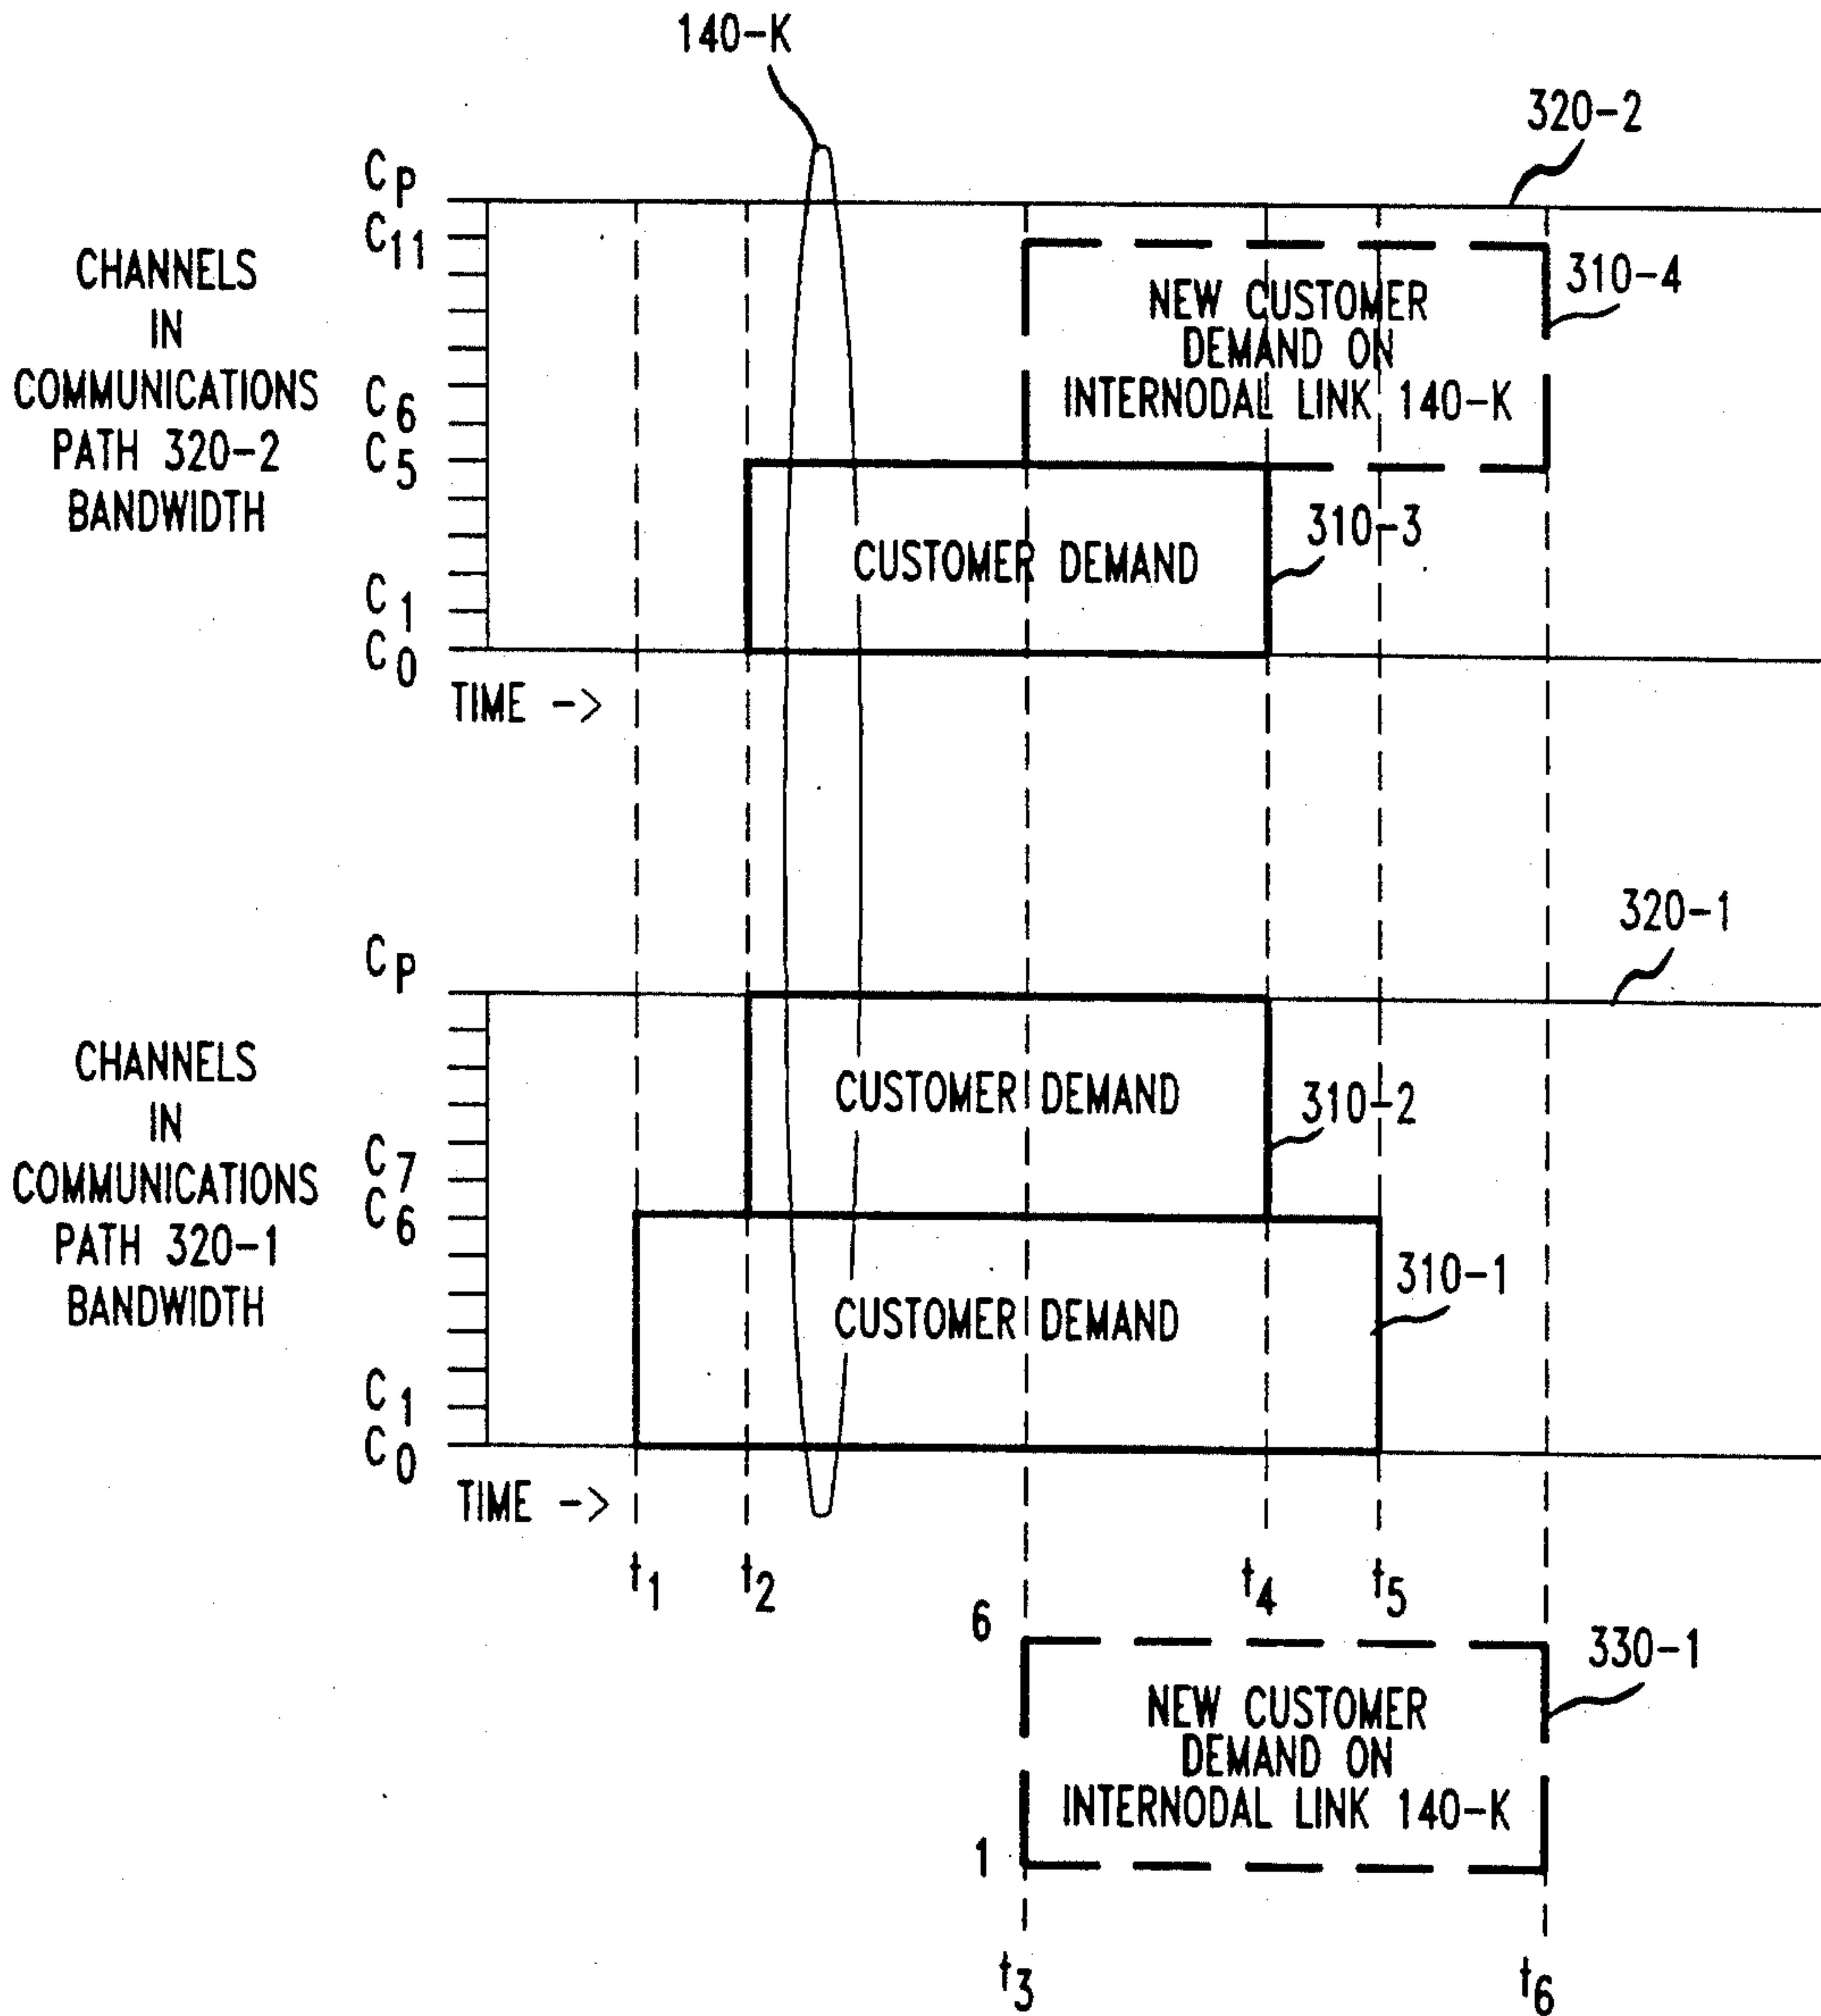 140-K
320-2
CHANNELS
IN
COMMUNICATIONS
PATH 320-2
BANDWIDTH
Cp
C11
C6
C5
C1
C0
NEW CUSTOMER
DEMAND ON
INTERNODAL LINK 140-K
310-4
CUSTOMER DEMAND
310-3
TIME ->
320-1
CHANNELS
IN
COMMUNICATIONS
PATH 320-1
BANDWIDTH
Cp
C7
C6
C1
C0
CUSTOMER DEMAND
310-2
CUSTOMER DEMAND
310-1
TIME ->
t1
t2
t4
t5
6
1
NEW CUSTOMER
DEMAND ON
INTERNODAL LINK 140-K
330-1
t3
t6